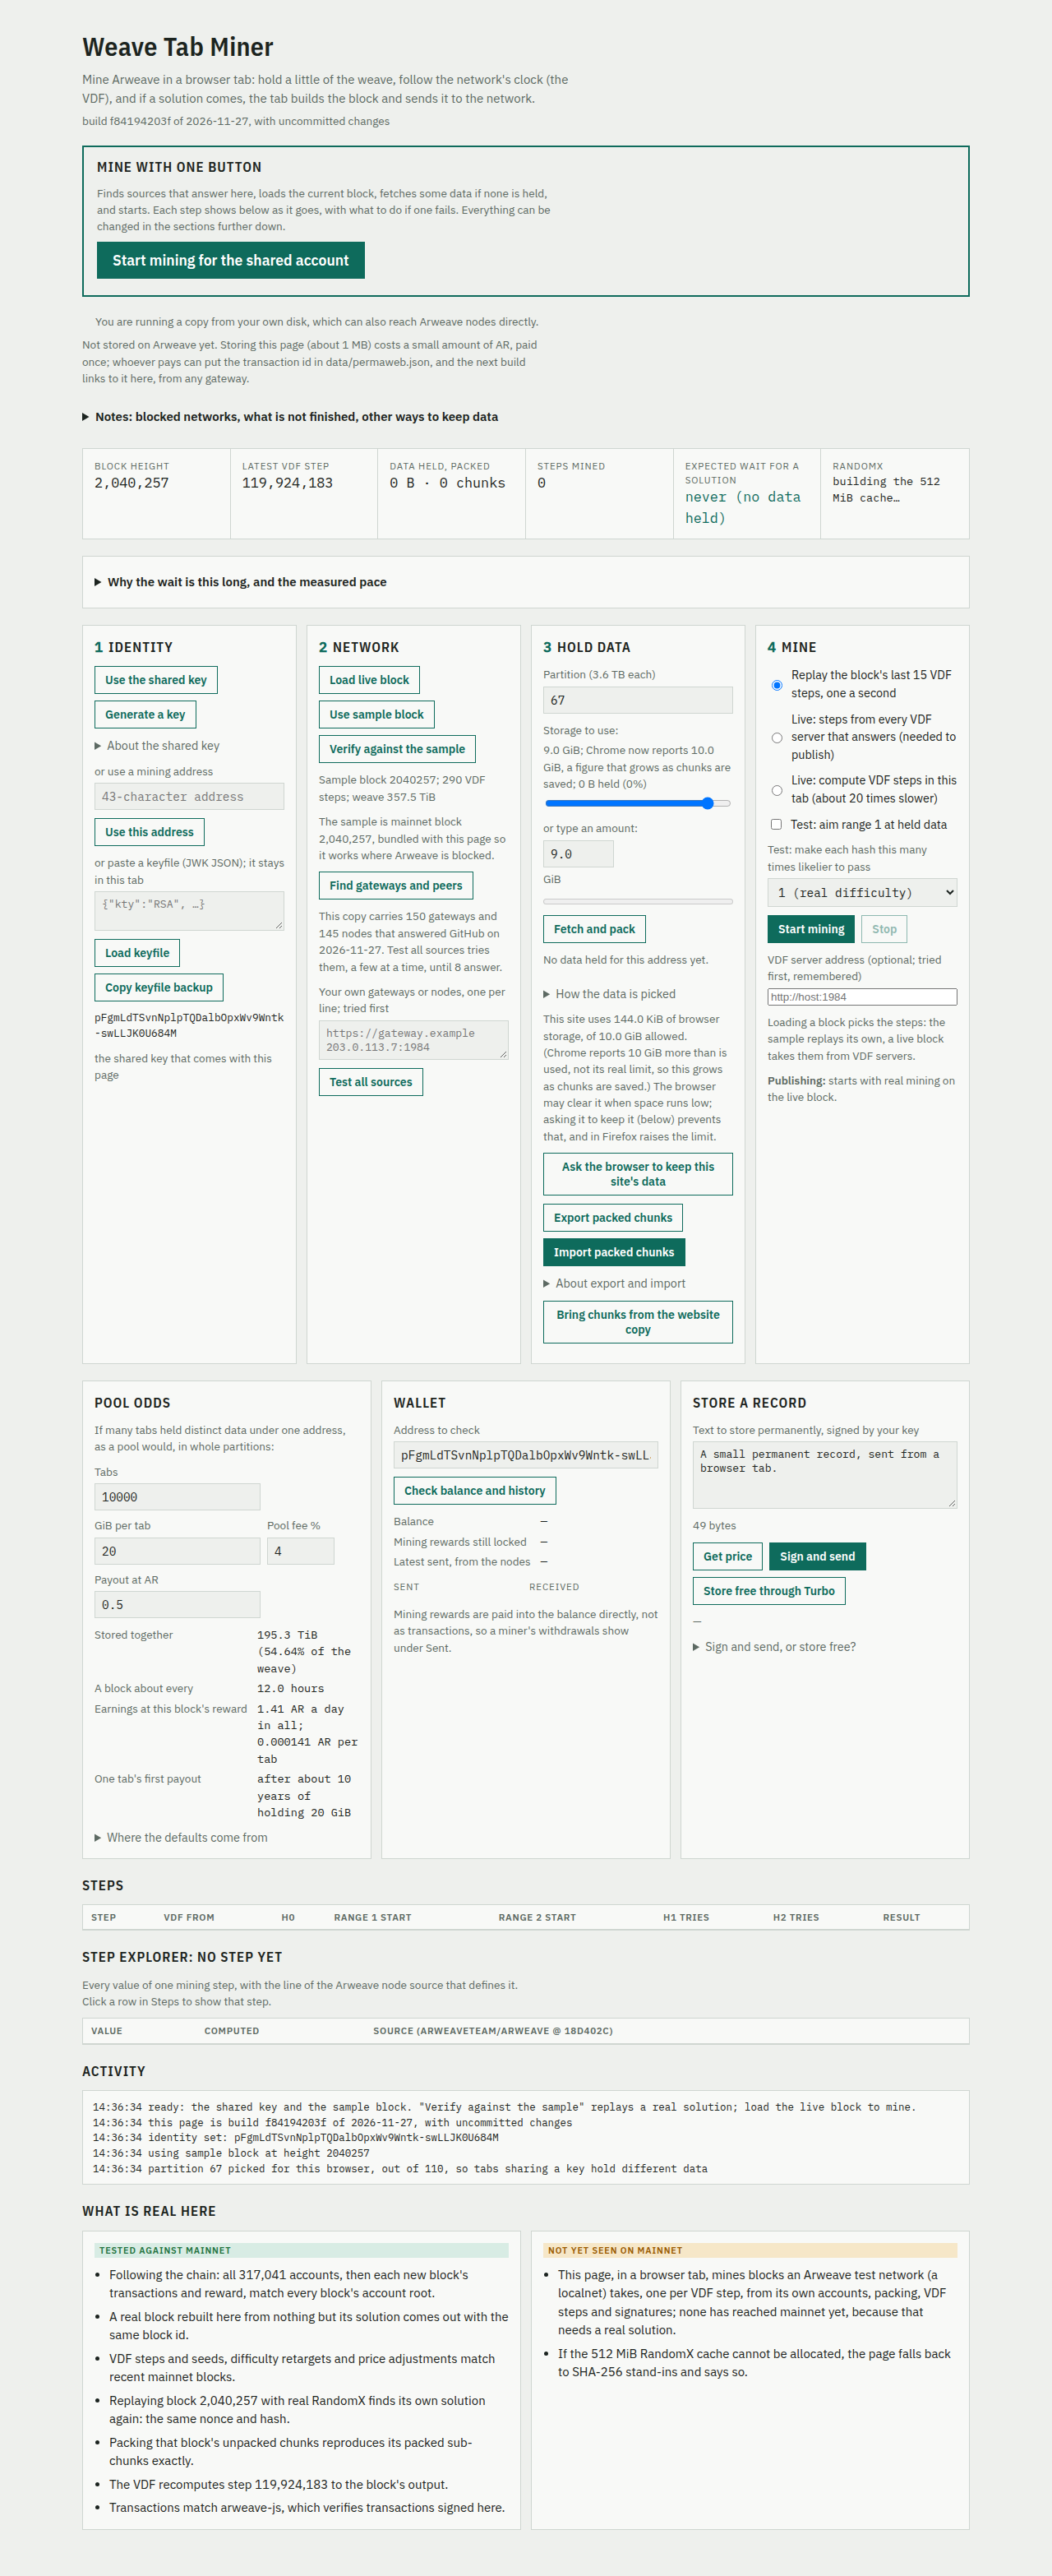 Weave Tab Miner
Mine Arweave in a browser tab: hold a little of the weave, follow the network's clock (the
VDF), and if a solution comes, the tab builds the block and sends it to the network.
build f84194203f of 2026-11-27, with uncommitted changes
MINE WITH ONE BUTTON
Finds sources that answer here, loads the current block, fetches some data if none is held,
and starts. Each step shows below as it goes, with what to do if one fails. Everything can be
changed in the sections further down.
Start mining for the shared account
You are running a copy from your own disk, which can also reach Arweave nodes directly.
Not stored on Arweave yet. Storing this page (about 1 MB) costs a small amount of AR, paid
once; whoever pays can put the transaction id in data/permaweb.json, and the next build
links to it here, from any gateway.
Notes: blocked networks, what is not finished, other ways to keep data
BLOCK HEIGHT
2,040,257
LATEST VDF STEP
119,924,183
DATA HELD, PACKED
0 B · 0 chunks
STEPS MINED
0
EXPECTED WAIT FOR A
SOLUTION
never (no data
held)
RANDOMX
building the 512
MiB cache…
Why the wait is this long, and the measured pace
1 IDENTITY
Use the shared key
Generate a key
About the shared key
or use a mining address
43-character address
Use this address
or paste a keyfile (JWK JSON); it stays
in this tab
{"kty":"RSA", …}
Load keyfile
Copy keyfile backup
pFgmLdTSvnNplpTQDalbOpxWv9Wntk
-swLLJK0U684M
the shared key that comes with this
page
2 NETWORK
Load live block
Use sample block
Verify against the sample
Sample block 2040257; 290 VDF
steps; weave 357.5 TiB
The sample is mainnet block
2,040,257, bundled with this page so
it works where Arweave is blocked.
Find gateways and peers
This copy carries 150 gateways and
145 nodes that answered GitHub on
2026-11-27. Test all sources tries
them, a few at a time, until 8 answer.
Your own gateways or nodes, one per
line; tried first
https://gateway.example
203.0.113.7:1984
Test all sources
3 HOLD DATA
Partition (3.6 TB each)
67
Storage to use:
9.0 GiB; Chrome now reports 10.0
GiB, a figure that grows as chunks are
saved; 0 B held (0%)
or type an amount:
9.0
GiB
Fetch and pack
No data held for this address yet.
How the data is picked
This site uses 144.0 KiB of browser
storage, of 10.0 GiB allowed.
(Chrome reports 10 GiB more than is
used, not its real limit, so this grows
as chunks are saved.) The browser
may clear it when space runs low;
asking it to keep it (below) prevents
that, and in Firefox raises the limit.
Ask the browser to keep this
site's data
Export packed chunks
Import packed chunks
About export and import
Bring chunks from the website
copy
4 MINE
Replay the block's last 15 VDF
steps, one a second
Live: steps from every VDF
server that answers (needed to
publish)
Live: compute VDF steps in this
tab (about 20 times slower)
Test: aim range 1 at held data
Test: make each hash this many
times likelier to pass
1 (real difficulty)
Start mining
Stop
VDF server address (optional; tried
first, remembered)
http://host:1984
Loading a block picks the steps: the
sample replays its own, a live block
takes them from VDF servers.
Publishing: starts with real mining on
the live block.
POOL ODDS
If many tabs held distinct data under one address,
as a pool would, in whole partitions:
Tabs
10000
GiB per tab
Pool fee %
20
4
Payout at AR
0.5
Stored together
195.3 TiB
(54.64% of the
weave)
A block about every
12.0 hours
Earnings at this block's reward
1.41 AR a day
in all;
0.000141 AR per
tab
One tab's first payout
after about 10
years of
holding 20 GiB
Where the defaults come from
WALLET
Address to check
pFgmLdTSvnNplpTQDalbOpxWv9Wntk-swLL.
Check balance and history
Balance —
Mining rewards still locked —
Latest sent, from the nodes —
SENT RECEIVED
Mining rewards are paid into the balance directly, not
as transactions, so a miner's withdrawals show
under Sent.
STORE A RECORD
Text to store permanently, signed by your key
A small permanent record, sent from a
browser tab.
49 bytes
Get price
Sign and send
Store free through Turbo
—
Sign and send, or store free?
STEPS
STEP VDF FROM H0 RANGE 1 START RANGE 2 START H1 TRIES H2 TRIES RESULT
STEP EXPLORER: NO STEP YET
Every value of one mining step, with the line of the Arweave node source that defines it.
Click a row in Steps to show that step.
VALUE COMPUTED SOURCE (ARWEAVETEAM/ARWEAVE @ 18D402C)
ACTIVITY
14:36:34 ready: the shared key and the sample block. "Verify against the sample" replays a real solution; load the live block to mine.
14:36:34 this page is build f84194203f of 2026-11-27, with uncommitted changes
14:36:34 identity set: pFgmLdTSvnNplpTQDalbOpxWv9Wntk-swLLJK0U684M
14:36:34 using sample block at height 2040257
14:36:34 partition 67 picked for this browser, out of 110, so tabs sharing a key hold different data
WHAT IS REAL HERE
TESTED AGAINST MAINNET
Following the chain: all 317,041 accounts, then each new block's
transactions and reward, match every block's account root.
A real block rebuilt here from nothing but its solution comes out with the
same block id.
VDF steps and seeds, difficulty retargets and price adjustments match
recent mainnet blocks.
Replaying block 2,040,257 with real RandomX finds its own solution
again: the same nonce and hash.
Packing that block's unpacked chunks reproduces its packed sub-
chunks exactly.
The VDF recomputes step 119,924,183 to the block's output.
Transactions match arweave-js, which verifies transactions signed here.
NOT YET SEEN ON MAINNET
This page, in a browser tab, mines blocks an Arweave test network (a
localnet) takes, one per VDF step, from its own accounts, packing, VDF
steps and signatures; none has reached mainnet yet, because that
needs a real solution.
If the 512 MiB RandomX cache cannot be allocated, the page falls back
to SHA-256 stand-ins and says so.